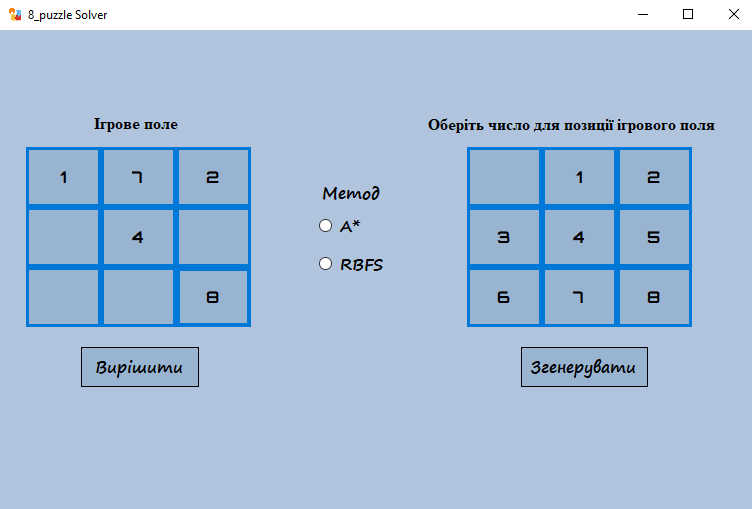 8_puzzle Solver
Ігрове поле
Оберіть число для позиції ігрового поля
1 7 2
4
8
Метод
A*
RBFS
1 2
3 4 5
6 7 8
Вирішити
Згенерувати